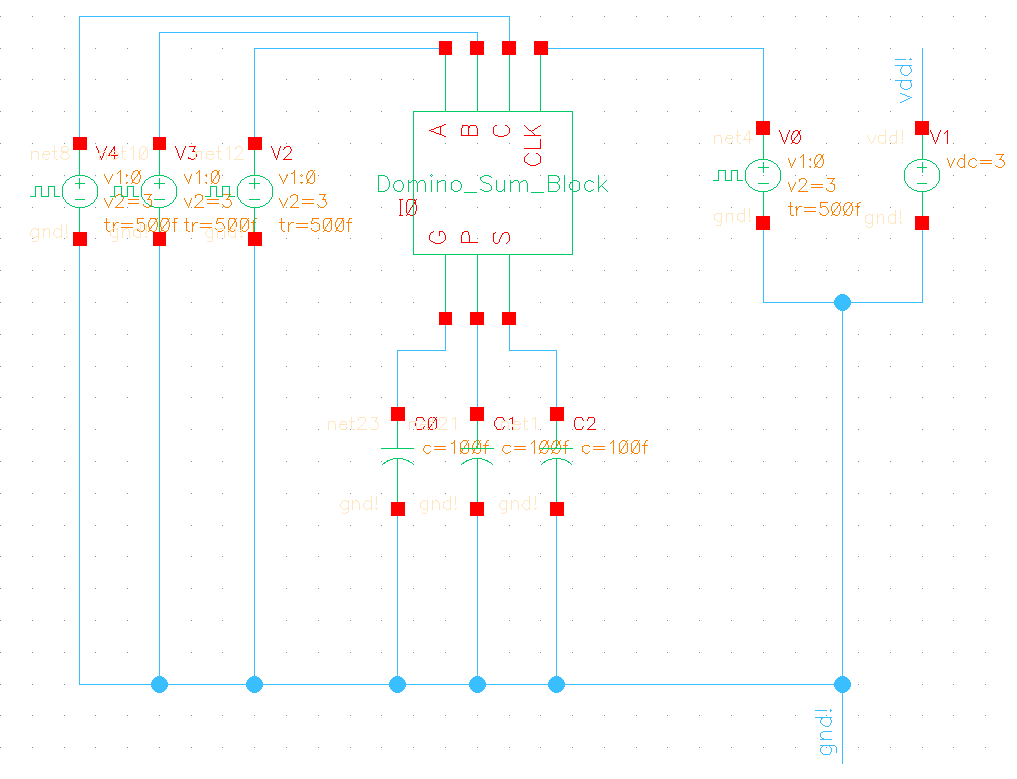 vdd!
A
B
C
CLK
net8
V4
net10
V3
net12
V2
net4
V0
vdd!
V1
v1:0
v1:0
v1:0
v1:0
vdc=3
v2=3
v2=3
v2=3
v2=3
Domino_Sum_Block
I0
tr=500f
tr=500f
tr=500f
tr=500f
gnd!
gnd!
gnd!
gnd!
gnd!
G
P
S
net23
C0
C1
C2
c=100f
c=100f
c=100f
gnd!
gnd!
gnd!
gnd!